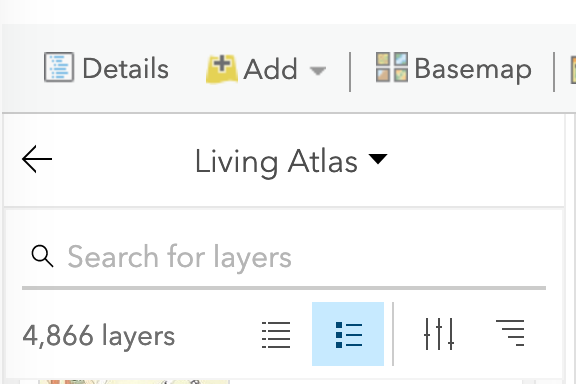 Details Add Basemap
Living Atlas
Search for layers
4,866 layers